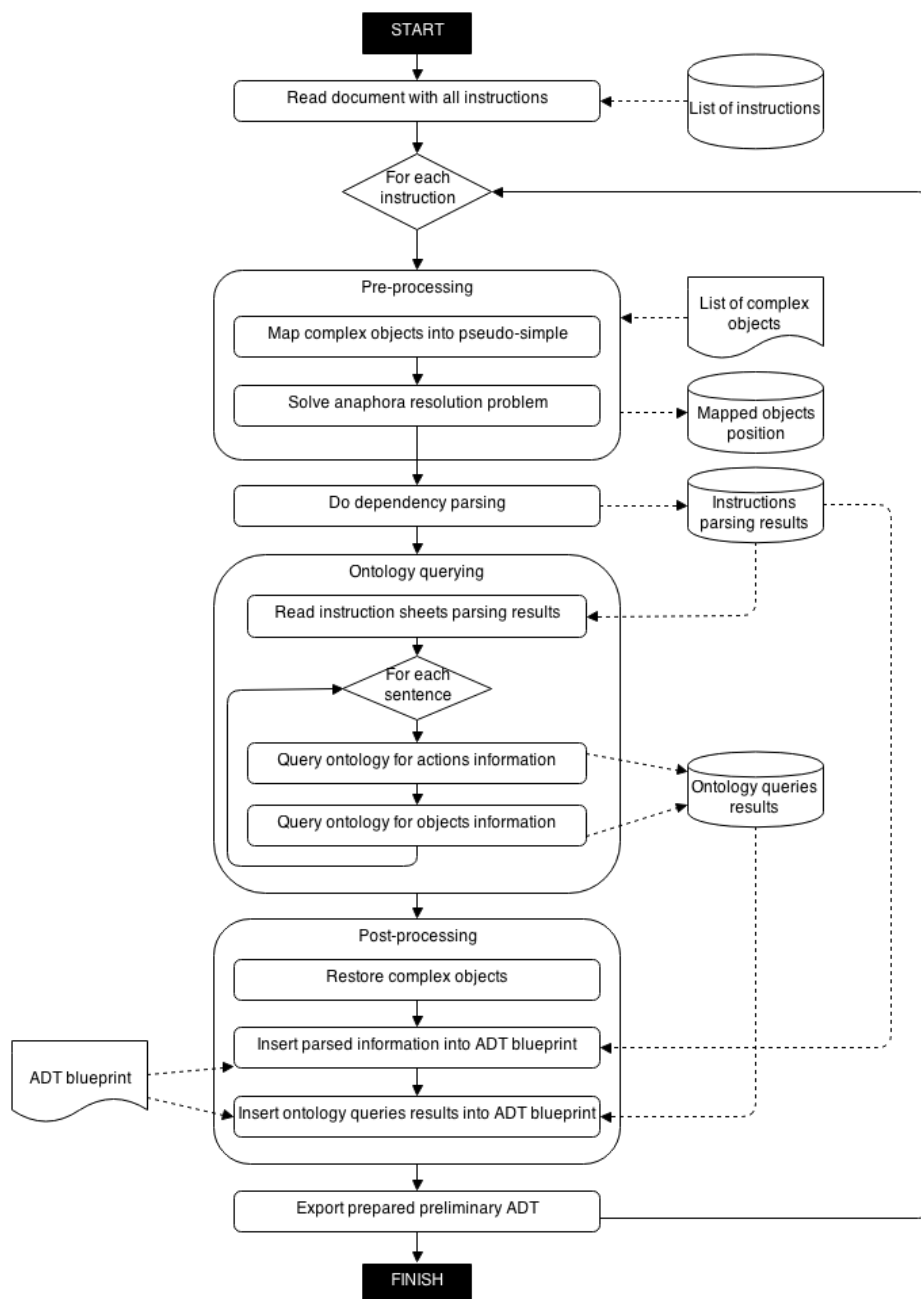 START
Read document with all instructions
List of instructions
For each
instruction
Pre-processing
List of complex
objects
Map complex objects into pseudo-simple
Solve anaphora resolution problem
Mapped objects
position
Do dependency parsing
Instructions
parsing results
Ontology querying
Read instruction sheets parsing results
For each
sentence
Query ontology for actions information
Ontology queries
results
Query ontology for objects information
Post-processing
Restore complex objects
Insert parsed information into ADT blueprint
ADT blueprint
Insert ontology queries results into ADT blueprint
Export prepared preliminary ADT
FINISH